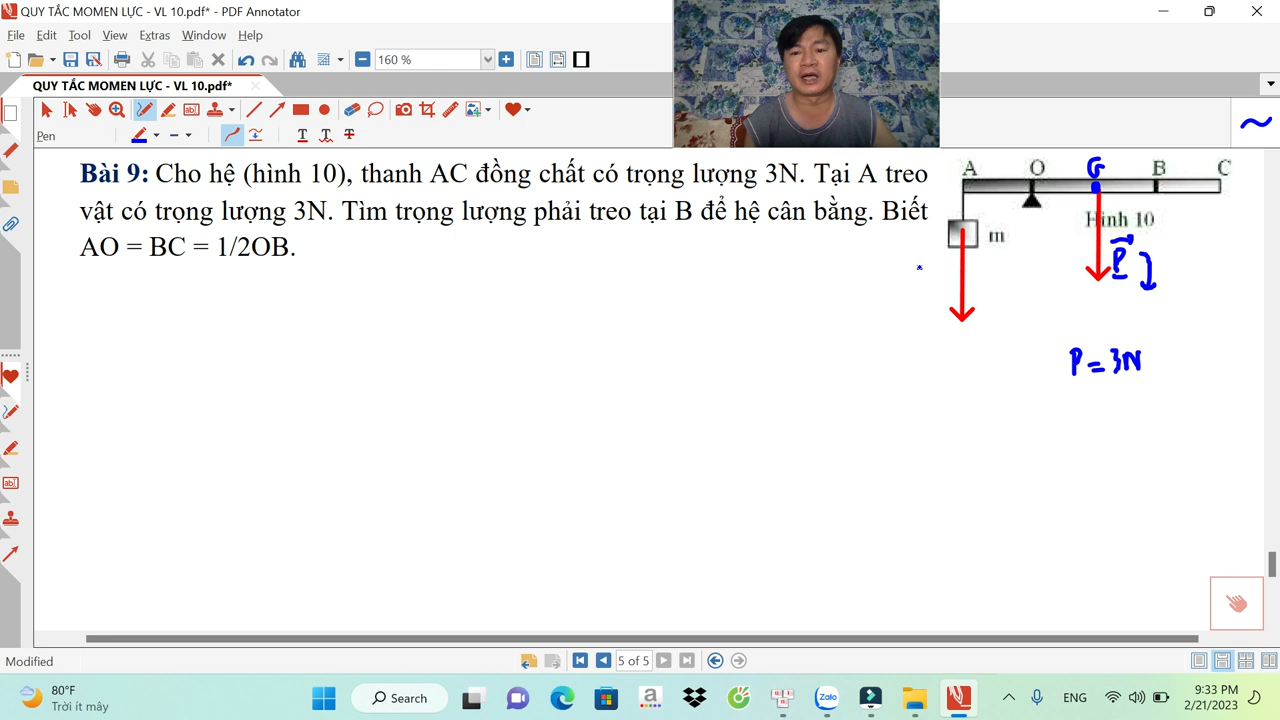 QUY TẮC MOMEN LỰC - VL 10.pdf* - PDF Annotator
File Edit Tool View Extras Window Help
160 %
QUY TẮC MOMEN LỰC - VL 10.pdf*
Pen
Bài 9: Cho hệ (hình 10), thanh AC đồng chất có trọng lượng 3N. Tại A treo
vật có trọng lượng 3N. Tìm trọng lượng phải treo tại B để hệ cân bằng. Biết
AO = BC = 1/2OB.
A O G B C
Hình 10
m
P
P = 3N
5 of 5
Modified
80°F
Trời ít mây
Search
Zalo
ENG
9:33 PM
2/21/2023